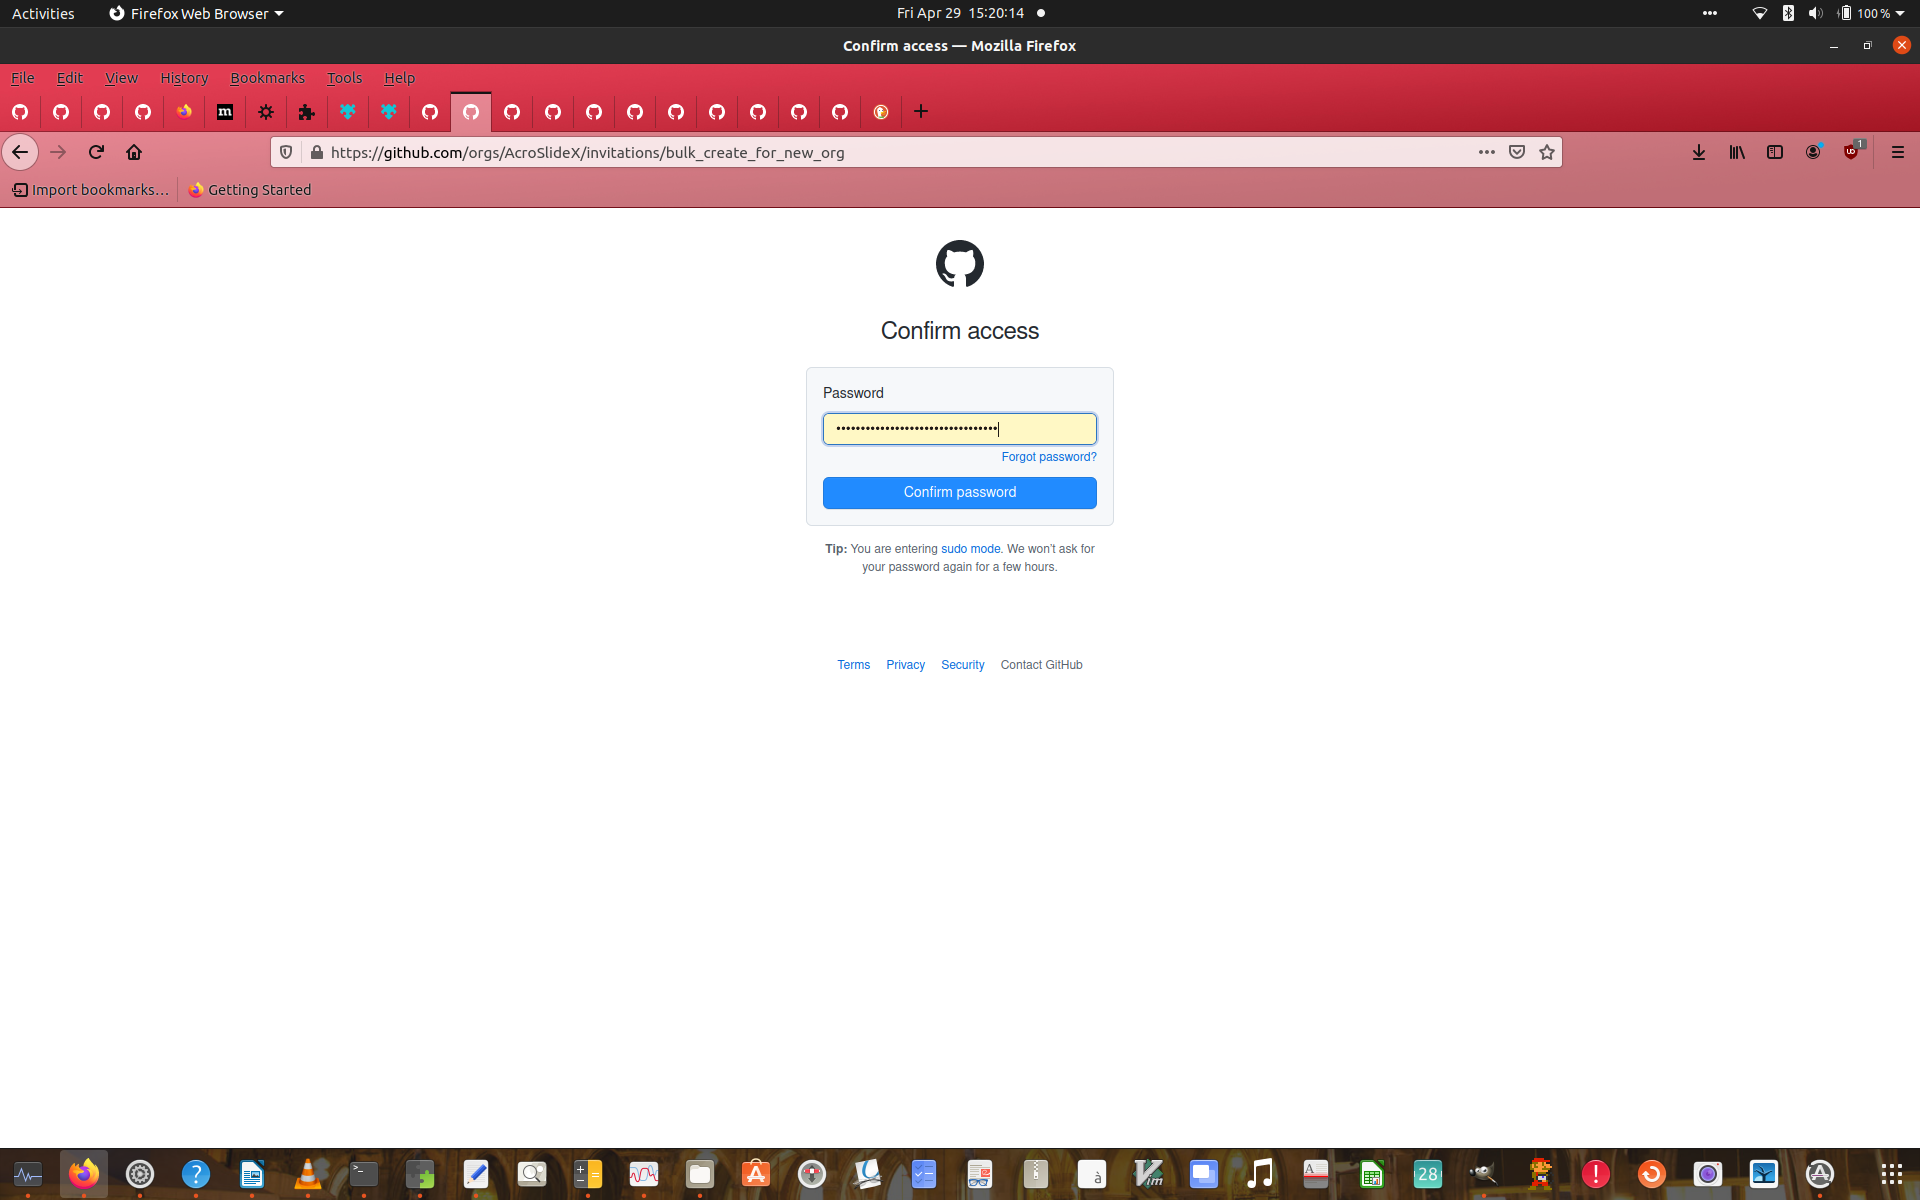 Activities
Firefox Web Browser
Fri Apr 29 15:20:14
100 %
Confirm access — Mozilla Firefox
File Edit View History Bookmarks Tools Help
m
https://github.com/orgs/AcroSlideX/invitations/bulk_create_for_new_org
1
Import bookmarks…
Getting Started
Confirm access
Password
Forgot password?
Confirm password
Tip: You are entering sudo mode. We won't ask for
your password again for a few hours.
Terms Privacy Security Contact GitHub
?
>_
A
à
Vim
A
28
!
A